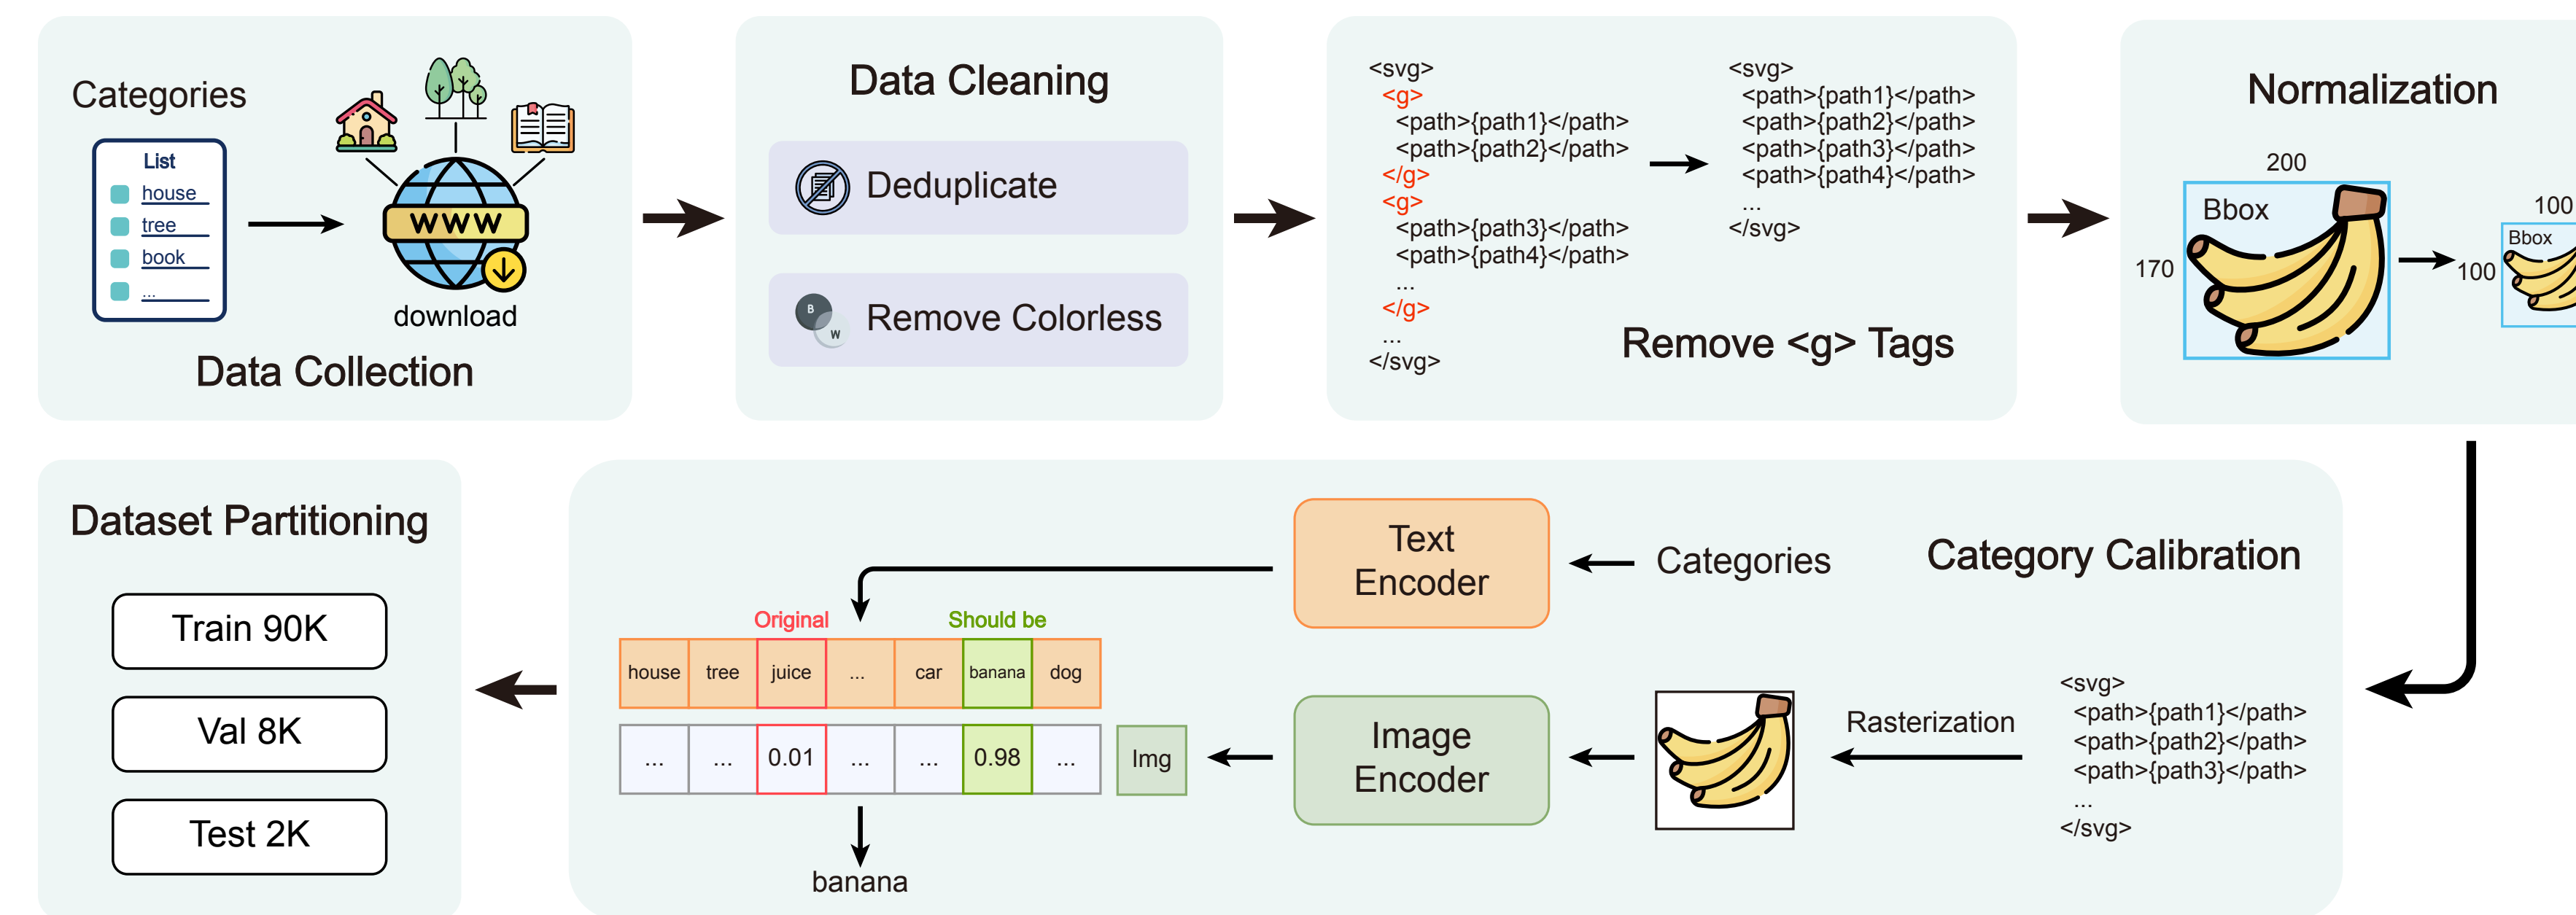 Categories
List
house
tree
book
...
WWW
download
Data Collection
Data Cleaning
Deduplicate
B
W
Remove Colorless
<svg>
<g>
<path>{path1}</path>
<path>{path2}</path>
</g>
<g>
<path>{path3}</path>
<path>{path4}</path>
...
</g>
...
</svg>
<svg>
<path>{path1}</path>
<path>{path2}</path>
<path>{path3}</path>
<path>{path4}</path>
...
</svg>
Remove <g> Tags
Normalization
200
Bbox
170
100
Bbox
100
Category Calibration
Categories
Text
Encoder
<svg>
<path>{path1}</path>
<path>{path2}</path>
<path>{path3}</path>
...
</svg>
Rasterization
Image
Encoder
Img
Original
Should be
house tree juice ... car banana dog
... ... 0.01 ... ... 0.98 ...
banana
Dataset Partitioning
Train 90K
Val 8K
Test 2K